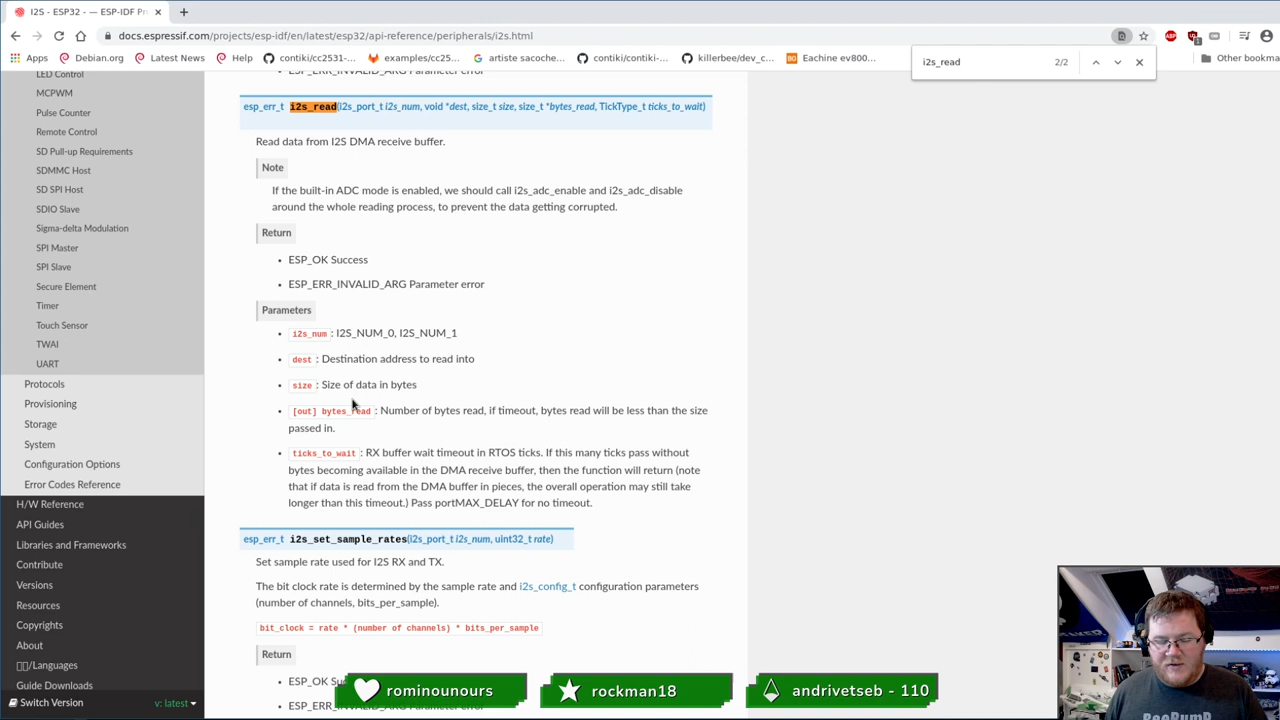 I2S - ESP32 - — ESP-IDF Pr
docs.espressif.com/projects/esp-idf/en/latest/esp32/api-reference/peripherals/i2s.html
Apps
Debian.org
Latest News
Help
contiki/cc2531-...
examples/cc25...
artiste sacoche...
contiki/contiki-...
killerbee/dev_c...
Eachine ev800...
Other bookma
i2s_read
2/2
LED Control
MCPWM
Pulse Counter
Remote Control
SD Pull-up Requirements
SDMMC Host
SD SPI Host
SDIO Slave
Sigma-delta Modulation
SPI Master
SPI Slave
Secure Element
Timer
Touch Sensor
TWAI
UART
Protocols
Provisioning
Storage
System
Configuration Options
Error Codes Reference
H/W Reference
API Guides
Libraries and Frameworks
Contribute
Versions
Resources
Copyrights
About
/Languages
Guide Downloads
Switch Version
v: latest
ESP_ERR_INVALID_ARG Parameter error
esp_err_t i2s_read(i2s_port_t i2s_num, void *dest, size_t size, size_t *bytes_read, TickType_t ticks_to_wait)
Read data from I2S DMA receive buffer.
Note
If the built-in ADC mode is enabled, we should call i2s_adc_enable and i2s_adc_disable
around the whole reading process, to prevent the data getting corrupted.
Return
• ESP_OK Success
• ESP_ERR_INVALID_ARG Parameter error
Parameters
• i2s_num : I2S_NUM_0, I2S_NUM_1
• dest : Destination address to read into
• size : Size of data in bytes
• [out] bytes_read : Number of bytes read, if timeout, bytes read will be less than the size
passed in.
• ticks_to_wait : RX buffer wait timeout in RTOS ticks. If this many ticks pass without
bytes becoming available in the DMA receive buffer, then the function will return (note
that if data is read from the DMA buffer in pieces, the overall operation may still take
longer than this timeout.) Pass portMAX_DELAY for no timeout.
esp_err_t i2s_set_sample_rates(i2s_port_t i2s_num, uint32_t rate)
Set sample rate used for I2S RX and TX.
The bit clock rate is determined by the sample rate and i2s_config_t configuration parameters
(number of channels, bits_per_sample).
bit_clock = rate * (number of channels) * bits_per_sample
Return
• ESP_OK Su
• ESP_ERR_INVALID_ARG Parameter error
rominounours
rockman18
andrivetseb - 110